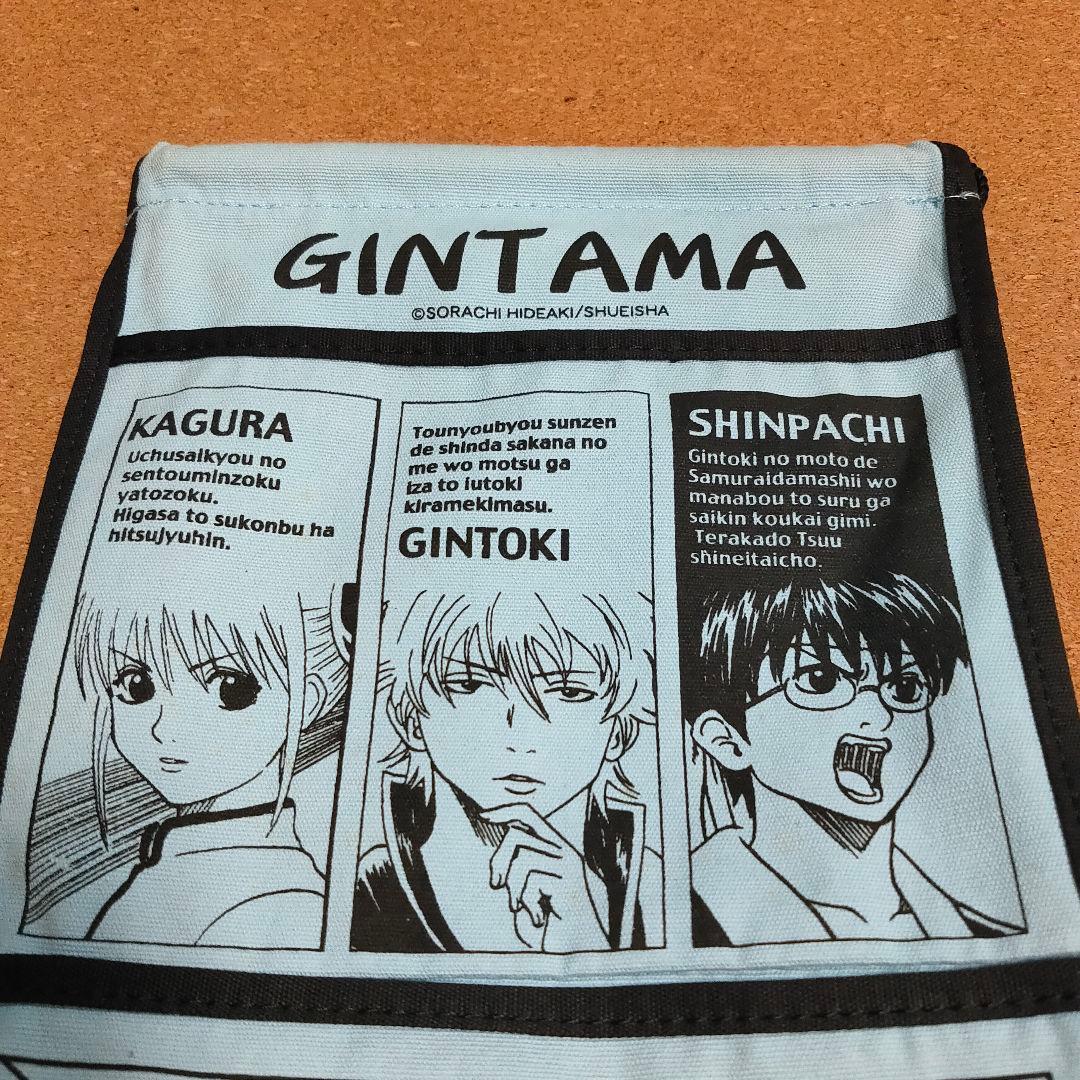 GINTAMA
©SORACHI HIDEAKI/SHUEISHA
KAGURA
Uchusaikyou no
sentouminzoku
yatozoku.
Higasa to sukonbu ha
hitsujyuhin.
Tounyoubyou sunzen
de shinda sakana no
me wo motsu ga
iza to iutoki
kiramekimasu.
GINTOKI
SHINPACHI
Gintoki no moto de
Samuraidamashii wo
manabou to suru ga
saikin koukai gimi.
Terakado Tsuu
shineitaicho.